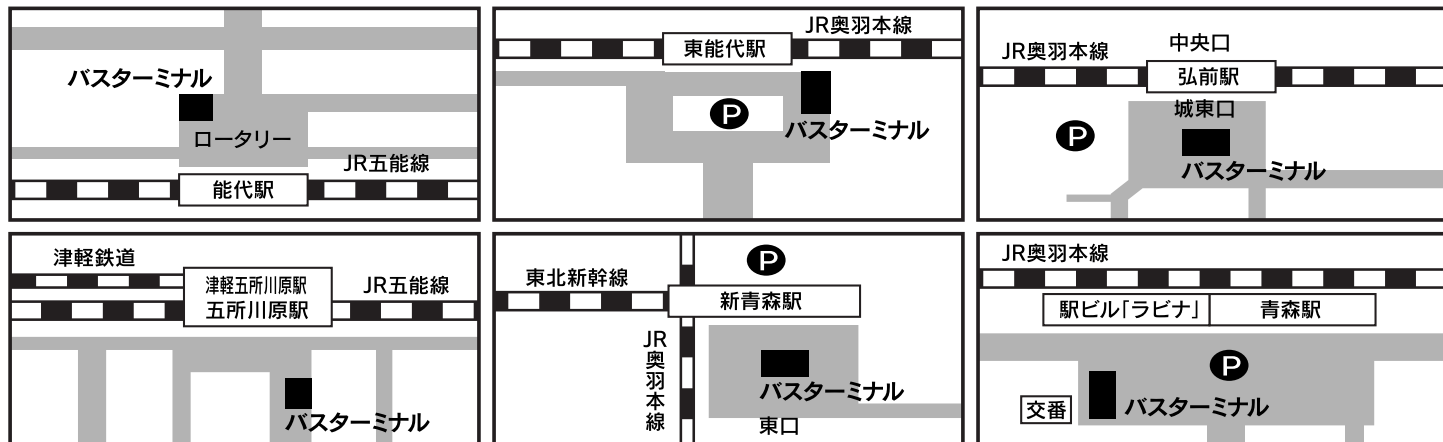 バスターミナル
ロータリー
JR五能線
能代駅
JR奥羽本線
東能代駅
P
バスターミナル
JR奥羽本線
中央口
弘前駅
城東口
P
バスターミナル
津軽鉄道
津軽五所川原駅
五所川原駅
JR五能線
バスターミナル
P
東北新幹線
新青森駅
JR奥羽本線
バスターミナル
東口
JR奥羽本線
駅ビル「ラビナ」
青森駅
P
交番
バスターミナル